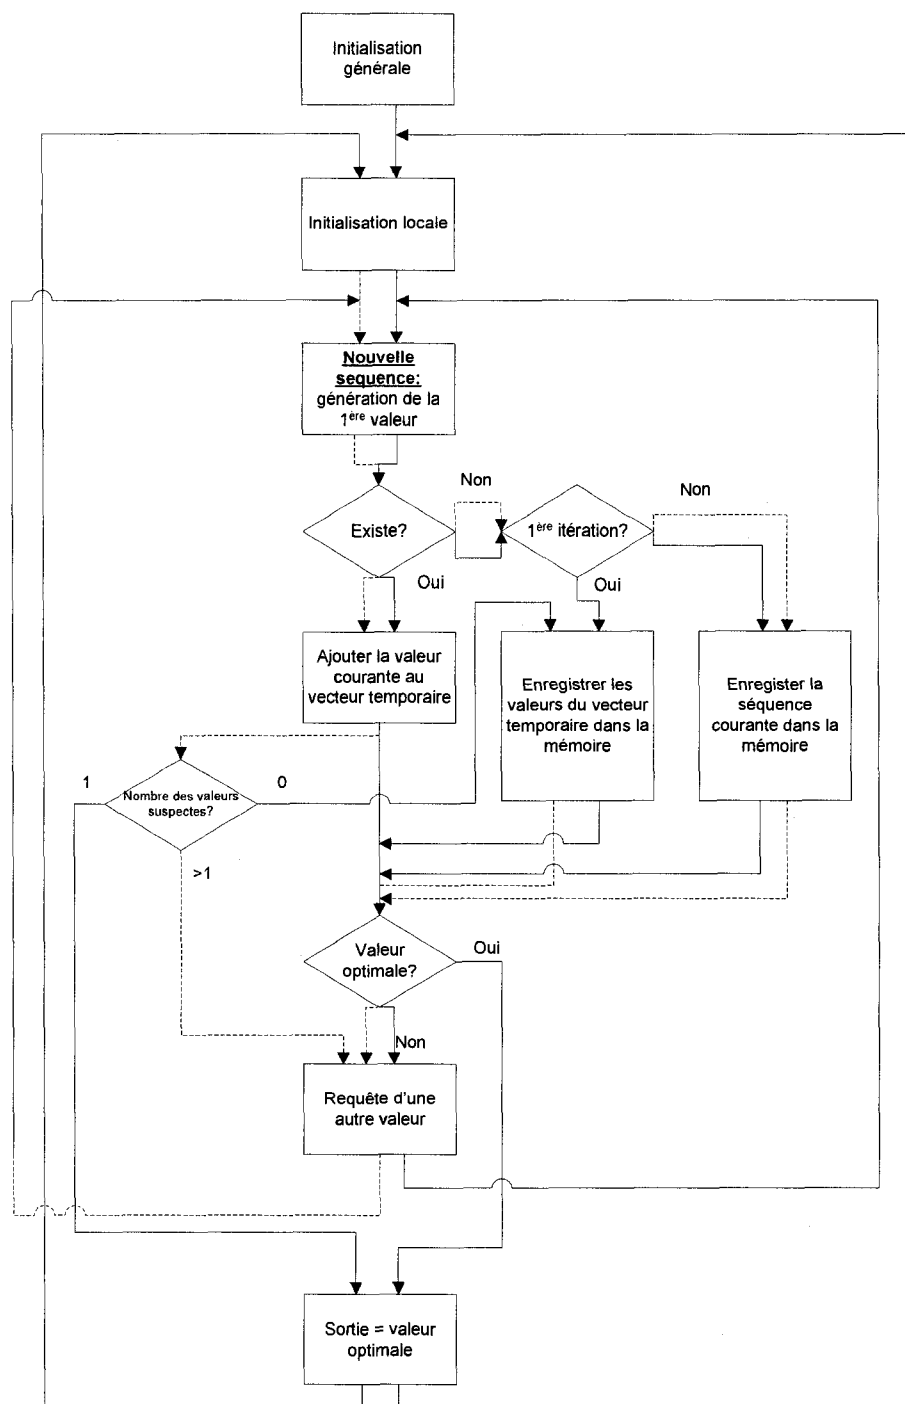 Initialisation
générale
Initialisation locale
Nouvelle
sequence:
génération de la
1ère valeur
Existe?
Non
1ère itération?
Non
Oui
Oui
Ajouter la valeur
courante au
vecteur temporaire
Enregistrer les
valeurs du vecteur
temporaire dans la
mémoire
Enregister la
séquence
courante dans la
mémoire
1
Nombre des valeurs
suspectes?
0
>1
Valeur
optimale?
Oui
Non
Requête d'une
autre valeur
Sortie = valeur
optimale